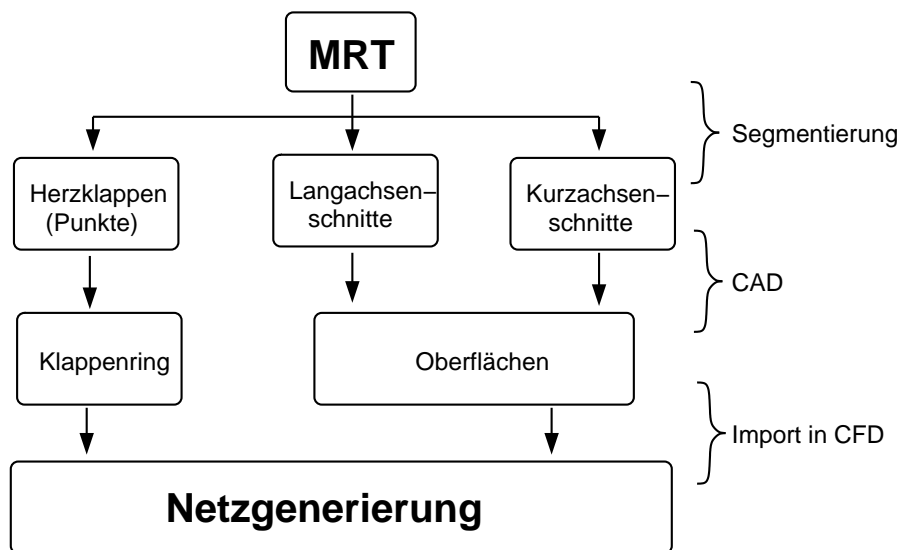 MRT
Segmentierung
Herzklappen
(Punkte)
Langachsen–
schnitte
Kurzachsen–
schnitte
CAD
Klappenring
Oberflächen
Import in CFD
Netzgenerierung